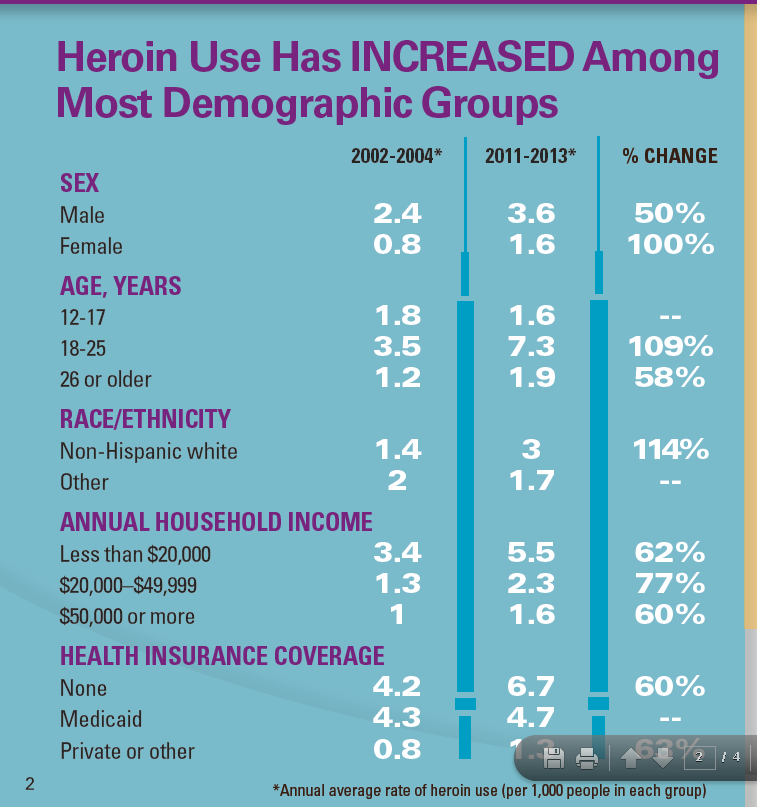 Heroin Use Has INCREASED Among
Most Demographic Groups
2002-2004* 2011-2013* % CHANGE
SEX
Male 2.4 3.6 50%
Female 0.8 1.6 100%
AGE, YEARS
12-17 1.8 1.6 --
18-25 3.5 7.3 109%
26 or older 1.2 1.9 58%
RACE/ETHNICITY
Non-Hispanic white 1.4 3 114%
Other 2 1.7 --
ANNUAL HOUSEHOLD INCOME
Less than $20,000 3.4 5.5 62%
$20,000–$49,999 1.3 2.3 77%
$50,000 or more 1 1.6 60%
HEALTH INSURANCE COVERAGE
None 4.2 6.7 60%
Medicaid 4.3 4.7 --
Private or other 0.8 1.3 63%
2 / 4
2
*Annual average rate of heroin use (per 1,000 people in each group)